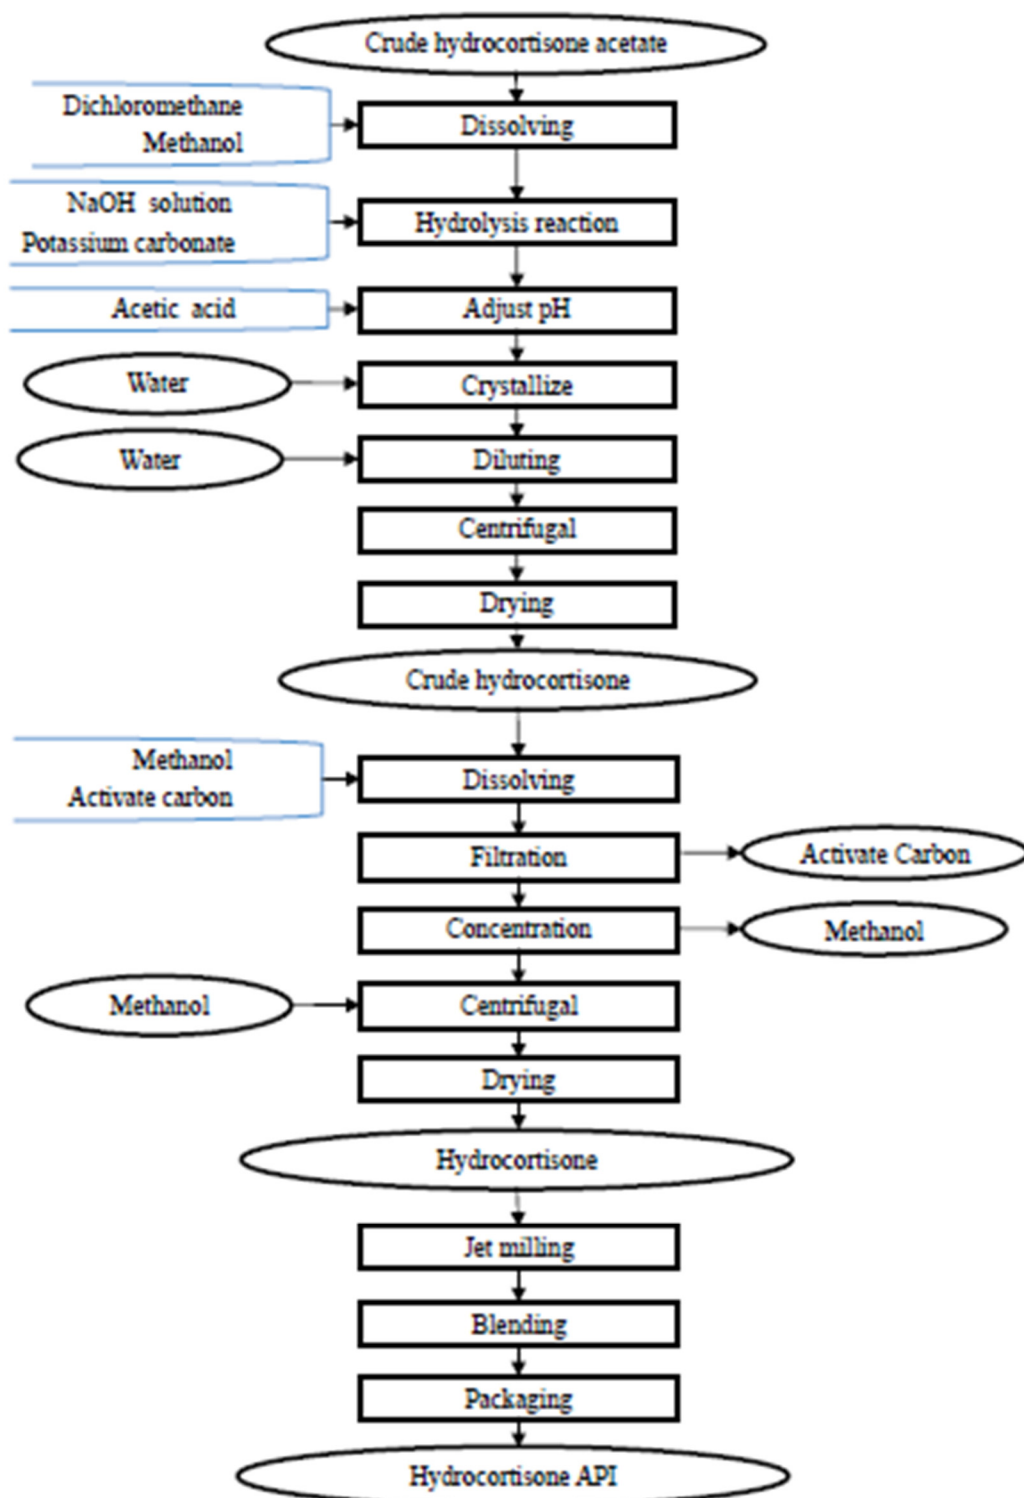 Crude hydrocortisone acetate
Dichloromethane
Methanol
Dissolving
NaOH solution
Potassium carbonate
Hydrolysis reaction
Acetic acid
Adjust pH
Water
Crystallize
Water
Diluting
Centrifugal
Drying
Crude hydrocortisone
Methanol
Activate carbon
Dissolving
Filtration
Activate Carbon
Concentration
Methanol
Methanol
Centrifugal
Drying
Hydrocortisone
Jet milling
Blending
Packaging
Hydrocortisone API